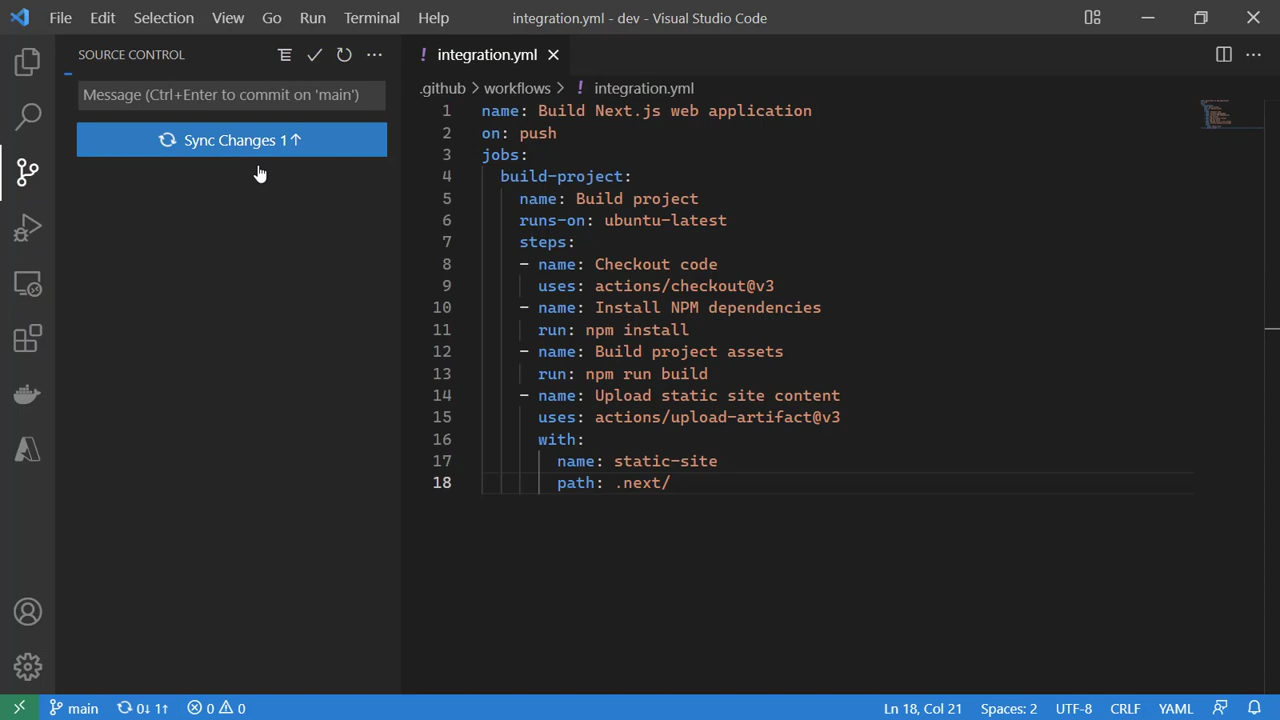 File Edit Selection View Go Run Terminal Help
integration.yml - dev - Visual Studio Code
SOURCE CONTROL
Message (Ctrl+Enter to commit on 'main')
Sync Changes 1↑
! integration.yml
.github > workflows > ! integration.yml
1 name: Build Next.js web application
2 on: push
3 jobs:
4 build-project:
5 name: Build project
6 runs-on: ubuntu-latest
7 steps:
8 - name: Checkout code
9 uses: actions/checkout@v3
10 - name: Install NPM dependencies
11 run: npm install
12 - name: Build project assets
13 run: npm run build
14 - name: Upload static site content
15 uses: actions/upload-artifact@v3
16 with:
17 name: static-site
18 path: .next/
main 0↓ 1↑ 0 0 Ln 18, Col 21 Spaces: 2 UTF-8 CRLF YAML